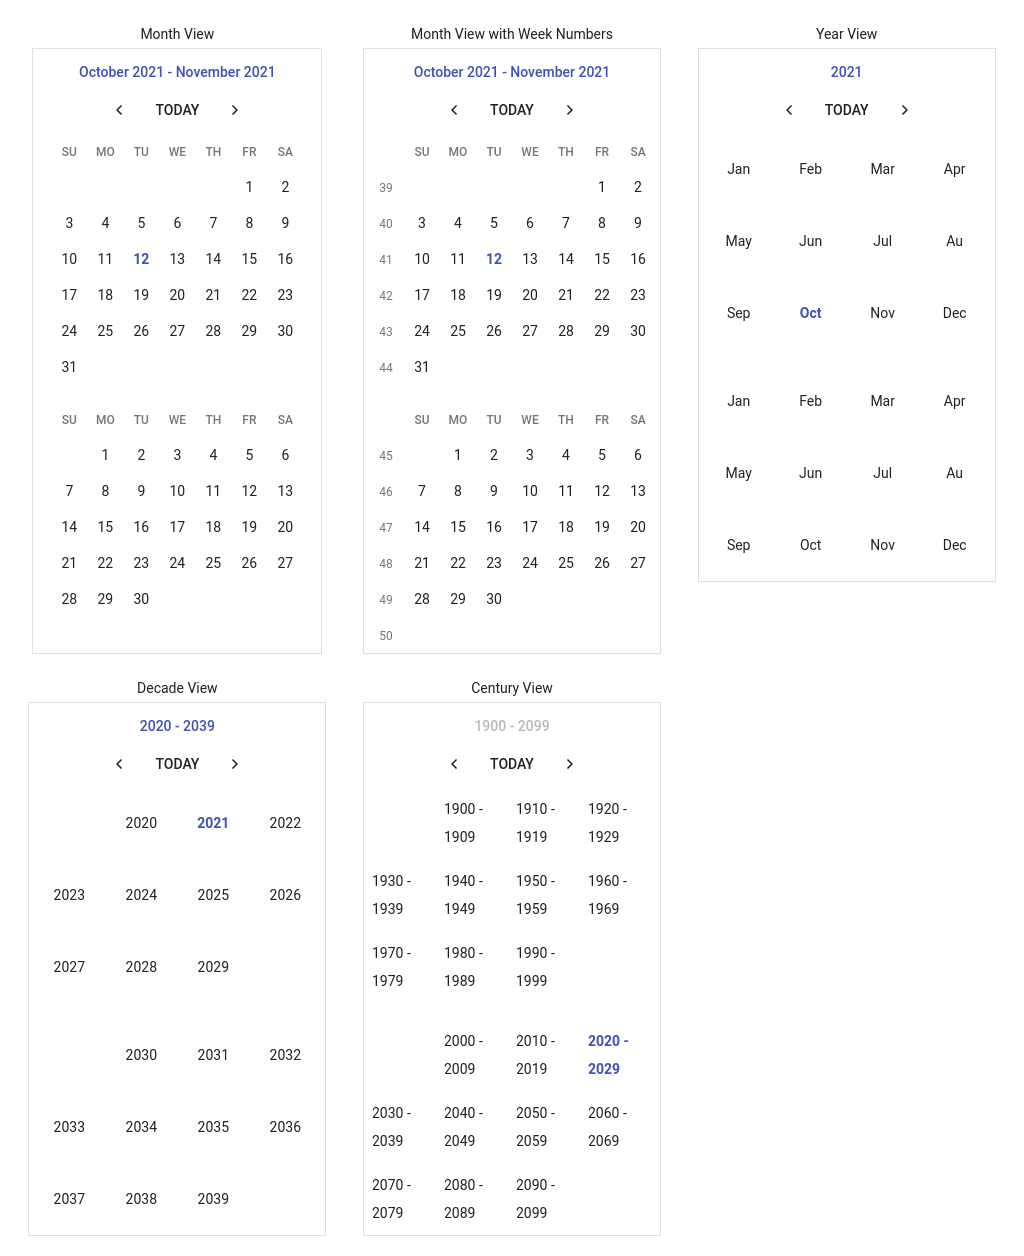 Month View
October 2021 - November 2021
TODAY
SU MO TU WE TH FR SA
1 2
3 4 5 6 7 8 9
10 11 12 13 14 15 16
17 18 19 20 21 22 23
24 25 26 27 28 29 30
31
SU MO TU WE TH FR SA
1 2 3 4 5 6
7 8 9 10 11 12 13
14 15 16 17 18 19 20
21 22 23 24 25 26 27
28 29 30
Month View with Week Numbers
October 2021 - November 2021
TODAY
SU MO TU WE TH FR SA
39 1 2
40 3 4 5 6 7 8 9
41 10 11 12 13 14 15 16
42 17 18 19 20 21 22 23
43 24 25 26 27 28 29 30
44 31
SU MO TU WE TH FR SA
45 1 2 3 4 5 6
46 7 8 9 10 11 12 13
47 14 15 16 17 18 19 20
48 21 22 23 24 25 26 27
49 28 29 30
50
Year View
2021
TODAY
Jan Feb Mar Apr
May Jun Jul Au
Sep Oct Nov Dec
Jan Feb Mar Apr
May Jun Jul Au
Sep Oct Nov Dec
Decade View
2020 - 2039
TODAY
2020 2021 2022
2023 2024 2025 2026
2027 2028 2029
2030 2031 2032
2033 2034 2035 2036
2037 2038 2039
Century View
1900 - 2099
TODAY
1900 - 1910 - 1920 -
1909 1919 1929
1930 - 1940 - 1950 - 1960 -
1939 1949 1959 1969
1970 - 1980 - 1990 -
1979 1989 1999
2000 - 2010 - 2020 -
2009 2019 2029
2030 - 2040 - 2050 - 2060 -
2039 2049 2059 2069
2070 - 2080 - 2090 -
2079 2089 2099